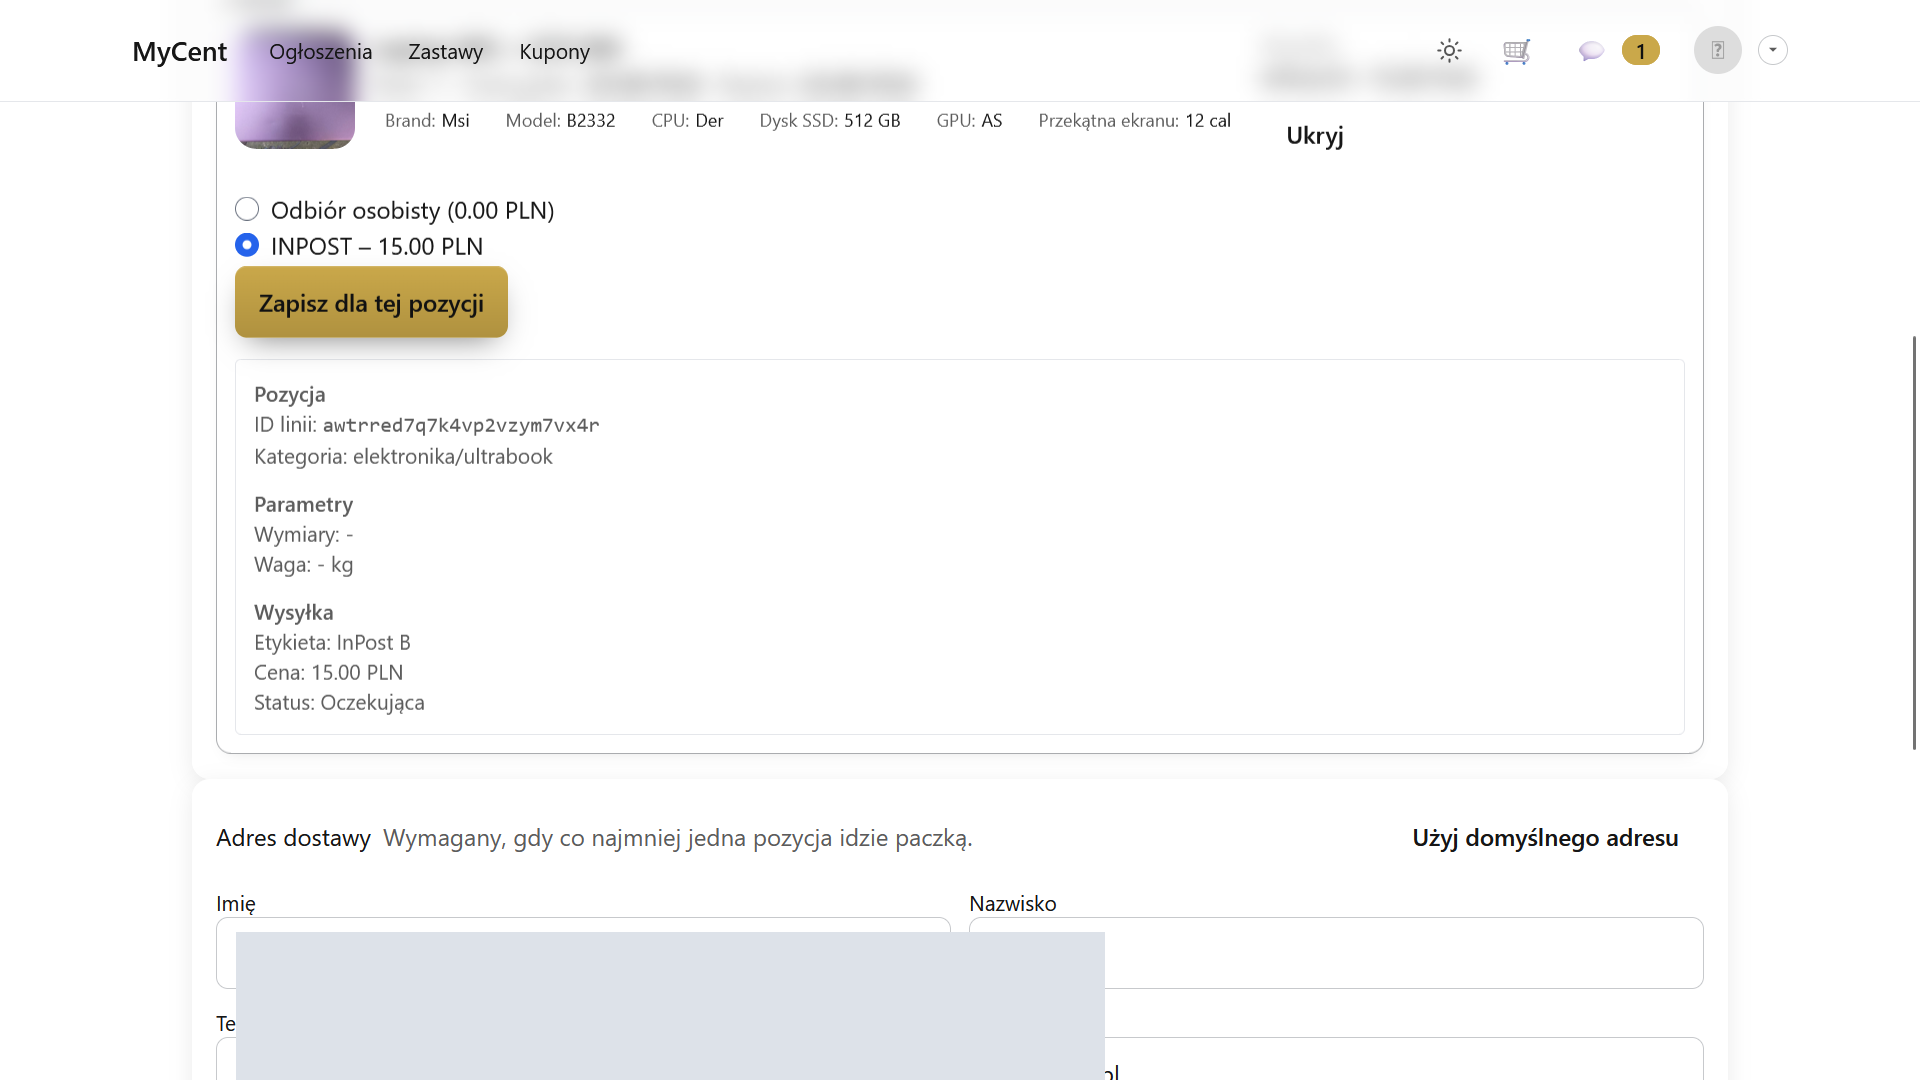 MyCent Ogłoszenia Zastawy Kupony 1
Brand: Msi Model: B2332 CPU: Der Dysk SSD: 512 GB GPU: AS Przekątna ekranu: 12 cal
Ukryj
Odbiór osobisty (0.00 PLN)
INPOST – 15.00 PLN
Zapisz dla tej pozycji
Pozycja
ID linii: awtrred7q7k4vp2vzym7vx4r
Kategoria: elektronika/ultrabook
Parametry
Wymiary: -
Waga: - kg
Wysyłka
Etykieta: InPost B
Cena: 15.00 PLN
Status: Oczekująca
Adres dostawy Wymagany, gdy co najmniej jedna pozycja idzie paczką. Użyj domyślnego adresu
Imię Nazwisko